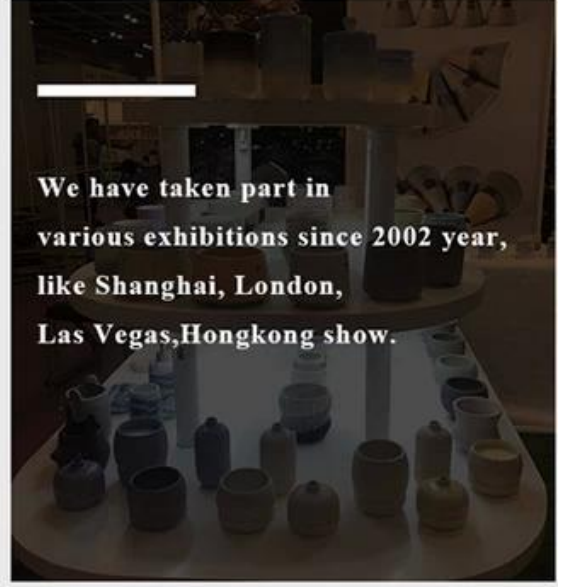 We have taken part in
various exhibitions since 2002 year,
like Shanghai, London,
Las Vegas,Hongkong show.